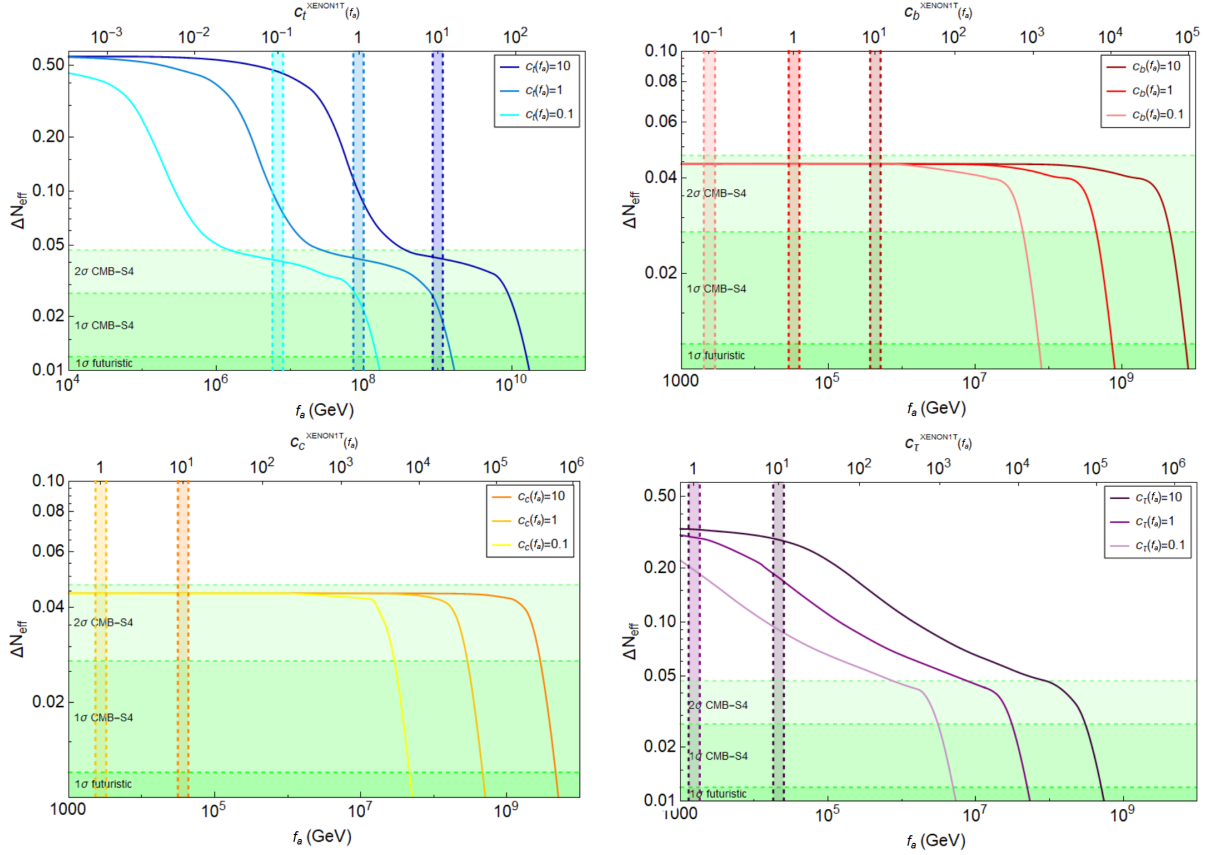 c_t^XENON1T(f_a)
10^-3 10^-2 10^-1 1 10^1 10^2
0.50
0.20
0.10
0.05
0.02
0.01
ΔN_eff
c_t(f_a)=10
c_t(f_a)=1
c_t(f_a)=0.1
2σ CMB-S4
1σ CMB-S4
1σ futuristic
10^4 10^6 10^8 10^10
f_a (GeV)
c_b^XENON1T(f_a)
10^-1 1 10^1 10^2 10^3 10^4 10^5
0.10
0.08
0.06
0.04
0.02
ΔN_eff
c_b(f_a)=10
c_b(f_a)=1
c_b(f_a)=0.1
2σ CMB-S4
1σ CMB-S4
1σ futuristic
1000 10^5 10^7 10^9
f_a (GeV)
c_c^XENON1T(f_a)
1 10^1 10^2 10^3 10^4 10^5 10^6
0.10
0.08
0.06
0.04
0.02
ΔN_eff
c_c(f_a)=10
c_c(f_a)=1
c_c(f_a)=0.1
2σ CMB-S4
1σ CMB-S4
1σ futuristic
1000 10^5 10^7 10^9
f_a (GeV)
c_τ^XENON1T(f_a)
1 10^1 10^2 10^3 10^4 10^5 10^6
0.50
0.20
0.10
0.05
0.02
0.01
ΔN_eff
c_τ(f_a)=10
c_τ(f_a)=1
c_τ(f_a)=0.1
2σ CMB-S4
1σ CMB-S4
1σ futuristic
1000 10^5 10^7 10^9
f_a (GeV)